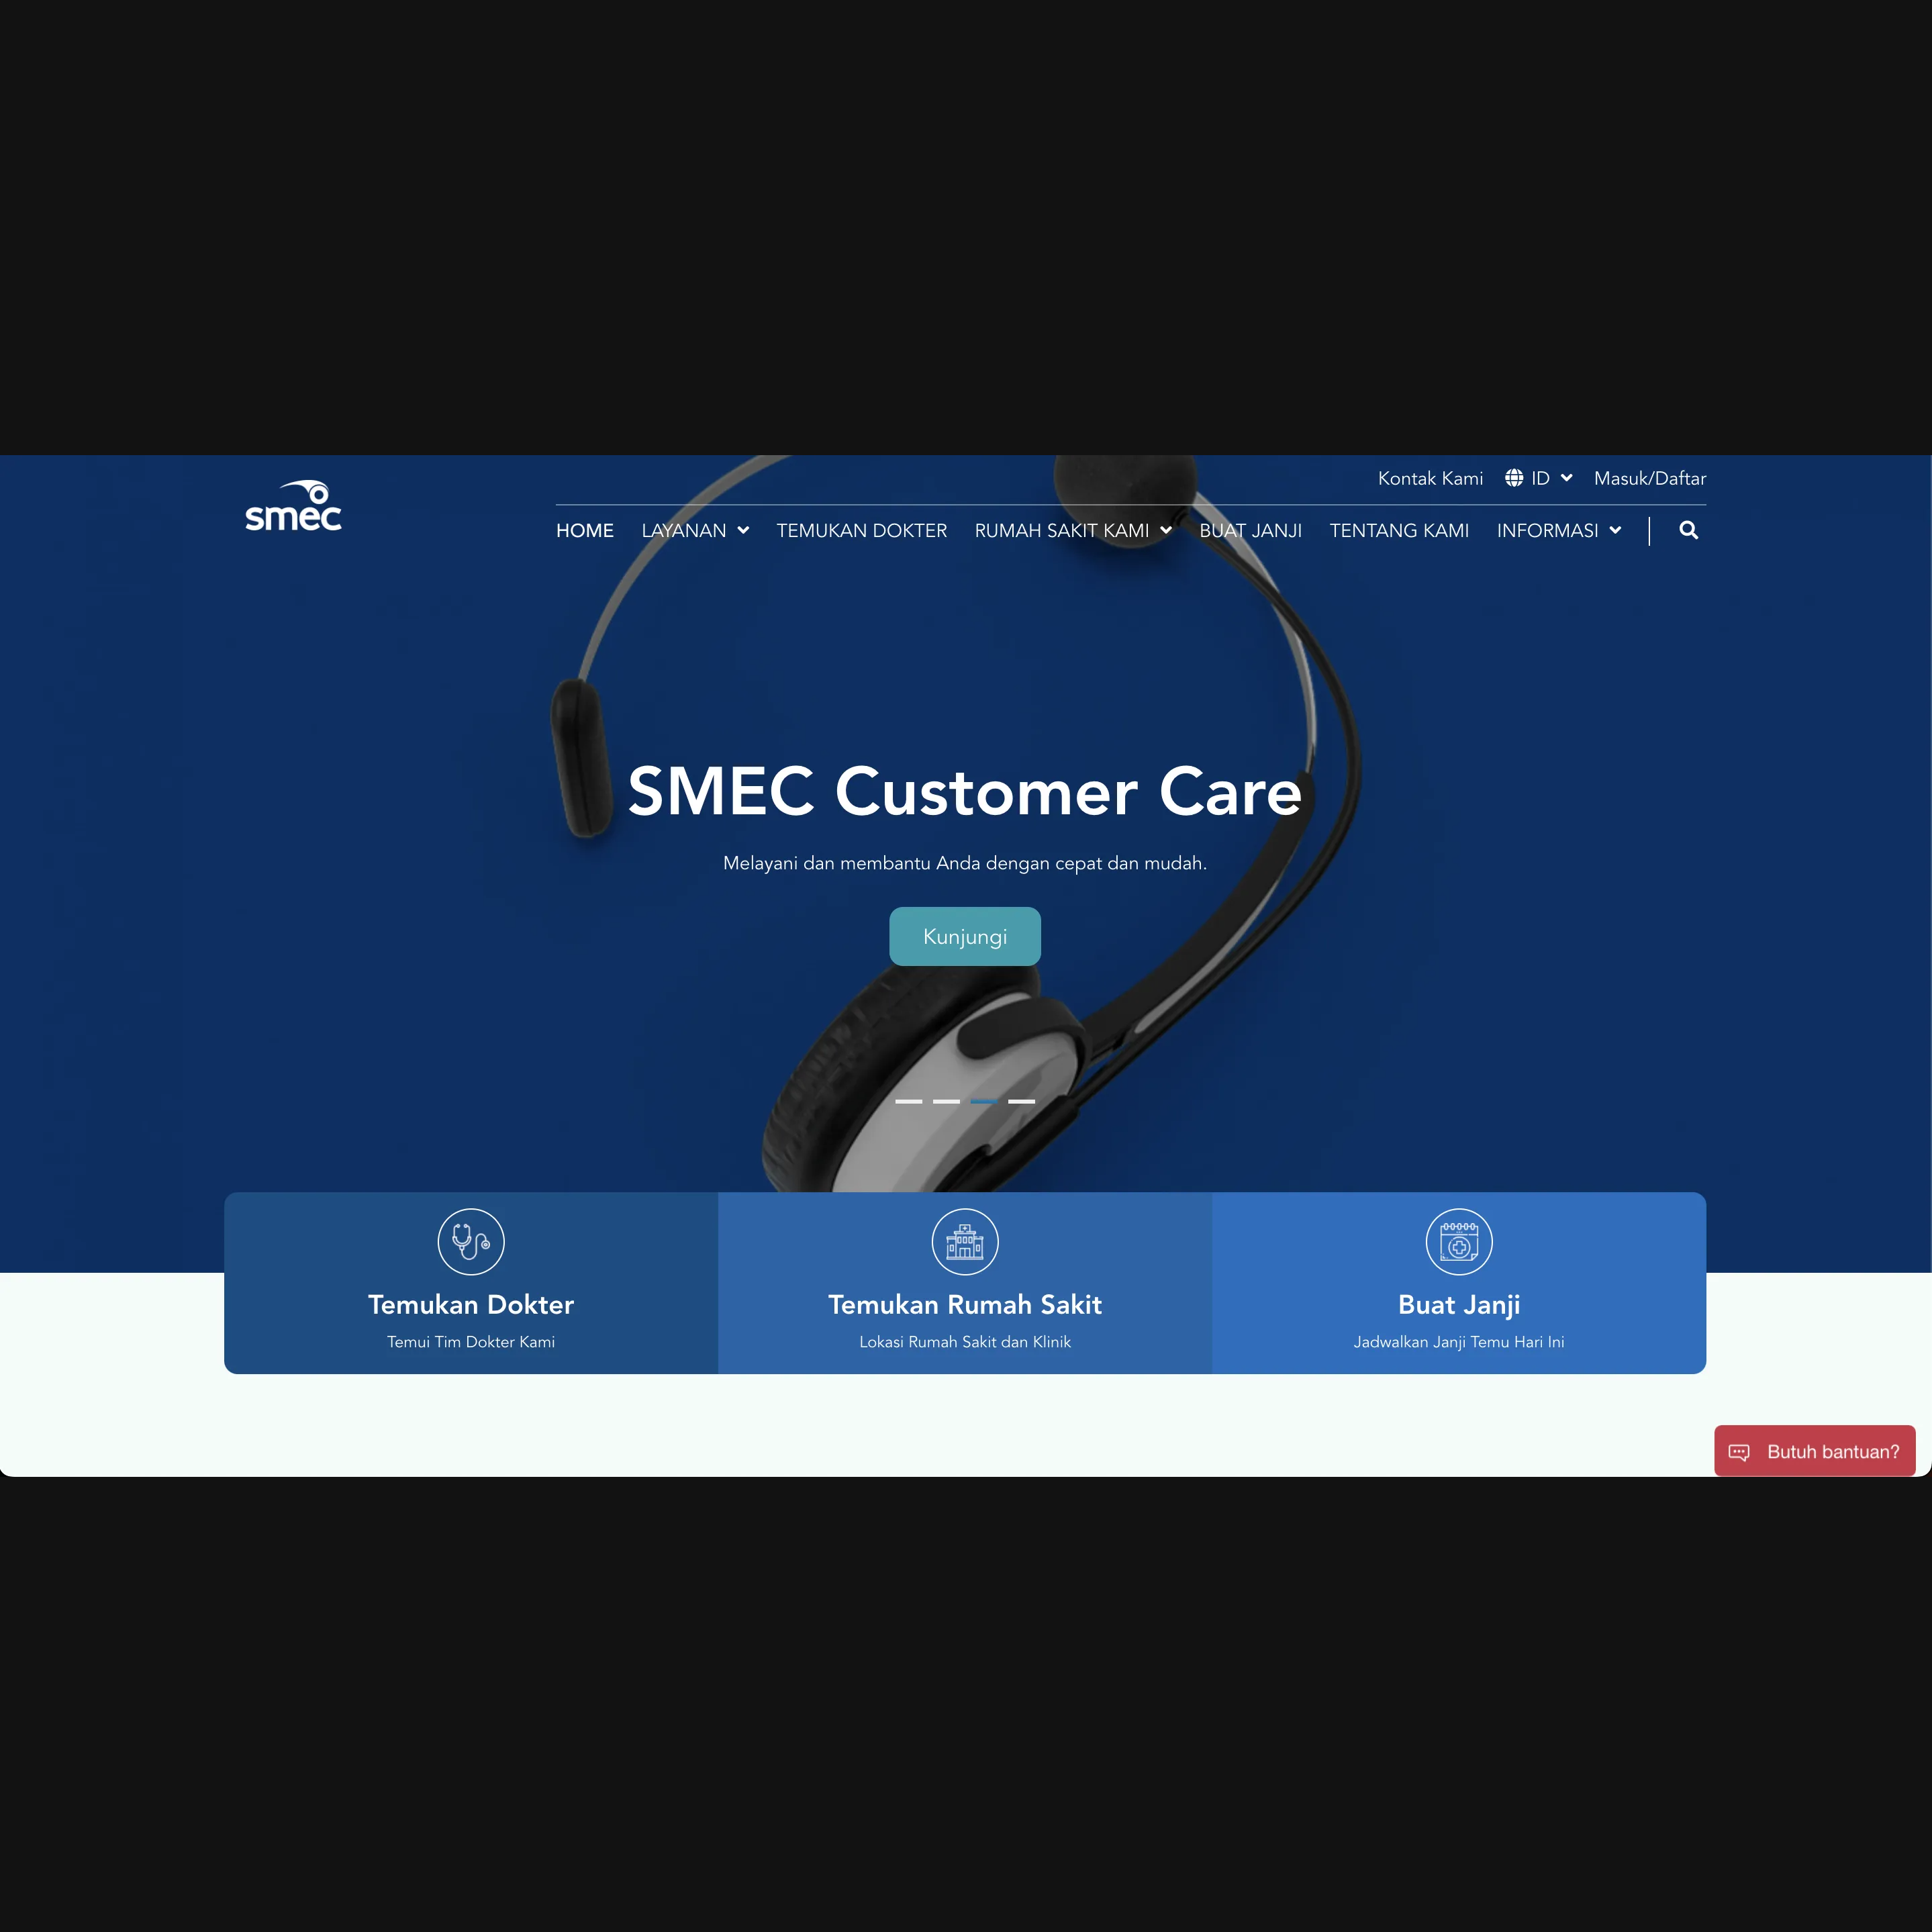 smec
Kontak Kami ID Masuk/Daftar
HOME LAYANAN TEMUKAN DOKTER RUMAH SAKIT KAMI BUAT JANJI TENTANG KAMI INFORMASI
SMEC Customer Care
Melayani dan membantu Anda dengan cepat dan mudah.
Kunjungi
Temukan Dokter
Temui Tim Dokter Kami
Temukan Rumah Sakit
Lokasi Rumah Sakit dan Klinik
Buat Janji
Jadwalkan Janji Temu Hari Ini
Butuh bantuan?